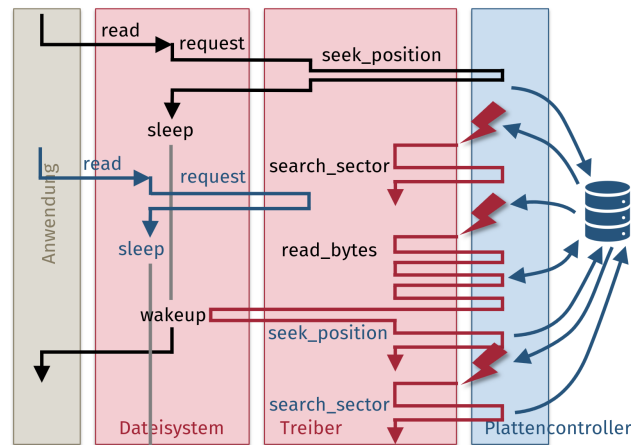 read
request
seek_position
sleep
search_sector
read
request
Anwendung
sleep
read_bytes
wakeup
seek_position
search_sector
Dateisystem
Treiber
Plattencontroller